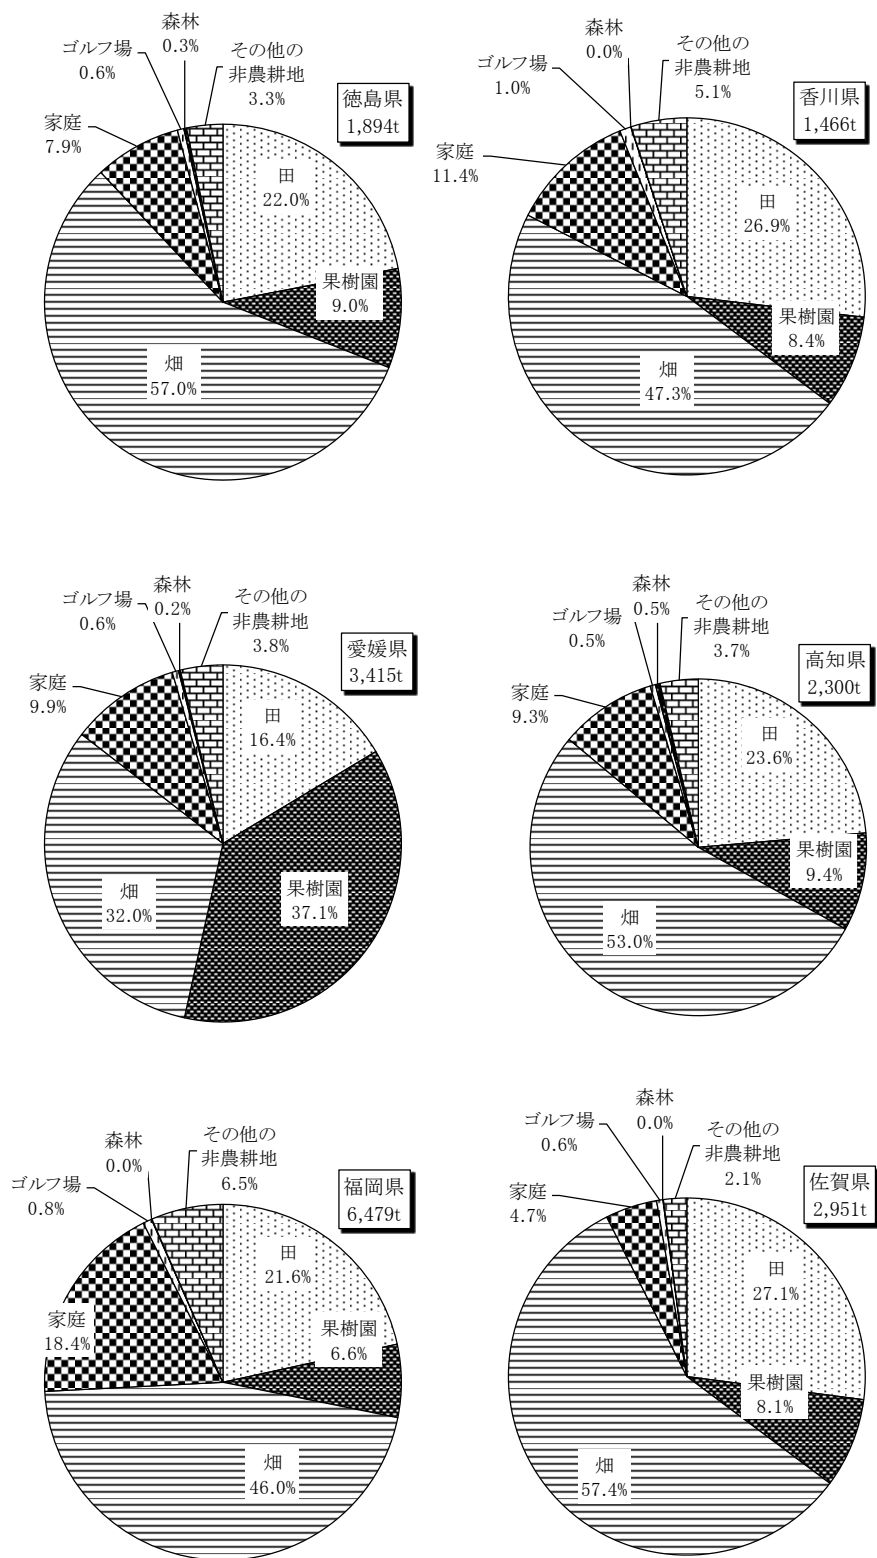 徳島県
1,894t
森林
0.3%
ゴルフ場
0.6%
その他の
非農耕地
3.3%
家庭
7.9%
田
22.0%
果樹園
9.0%
畑
57.0%
香川県
1,466t
森林
0.0%
ゴルフ場
1.0%
その他の
非農耕地
5.1%
家庭
11.4%
田
26.9%
果樹園
8.4%
畑
47.3%
愛媛県
3,415t
森林
0.2%
ゴルフ場
0.6%
その他の
非農耕地
3.8%
家庭
9.9%
田
16.4%
果樹園
37.1%
畑
32.0%
高知県
2,300t
森林
0.5%
ゴルフ場
0.5%
その他の
非農耕地
3.7%
家庭
9.3%
田
23.6%
果樹園
9.4%
畑
53.0%
福岡県
6,479t
森林
0.0%
ゴルフ場
0.8%
その他の
非農耕地
6.5%
家庭
18.4%
田
21.6%
果樹園
6.6%
畑
46.0%
佐賀県
2,951t
森林
0.0%
ゴルフ場
0.6%
その他の
非農耕地
2.1%
家庭
4.7%
田
27.1%
果樹園
8.1%
畑
57.4%